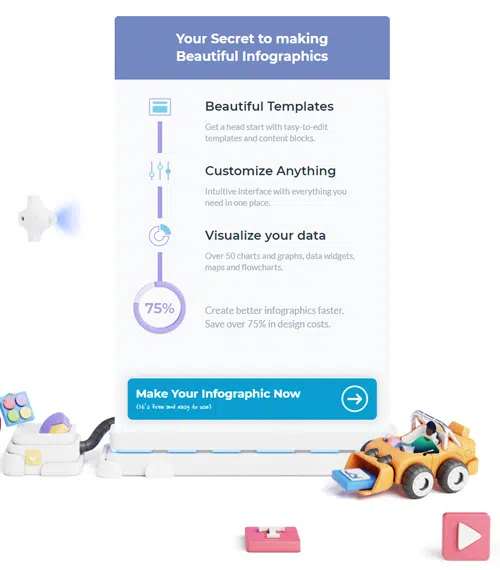 Your Secret to making
Beautiful Infographics
Beautiful Templates
Get a head start with tasy-to-edit
templates and content blocks.
Customize Anything
Intuitive interface with everything you
need in one place.
Visualize your data
Over 50 charts and graphs, data widgets,
maps and flowcharts.
75%
Create better infographics faster.
Save over 75% in design costs.
Make Your Infographic Now
(It's free and easy to use)
T